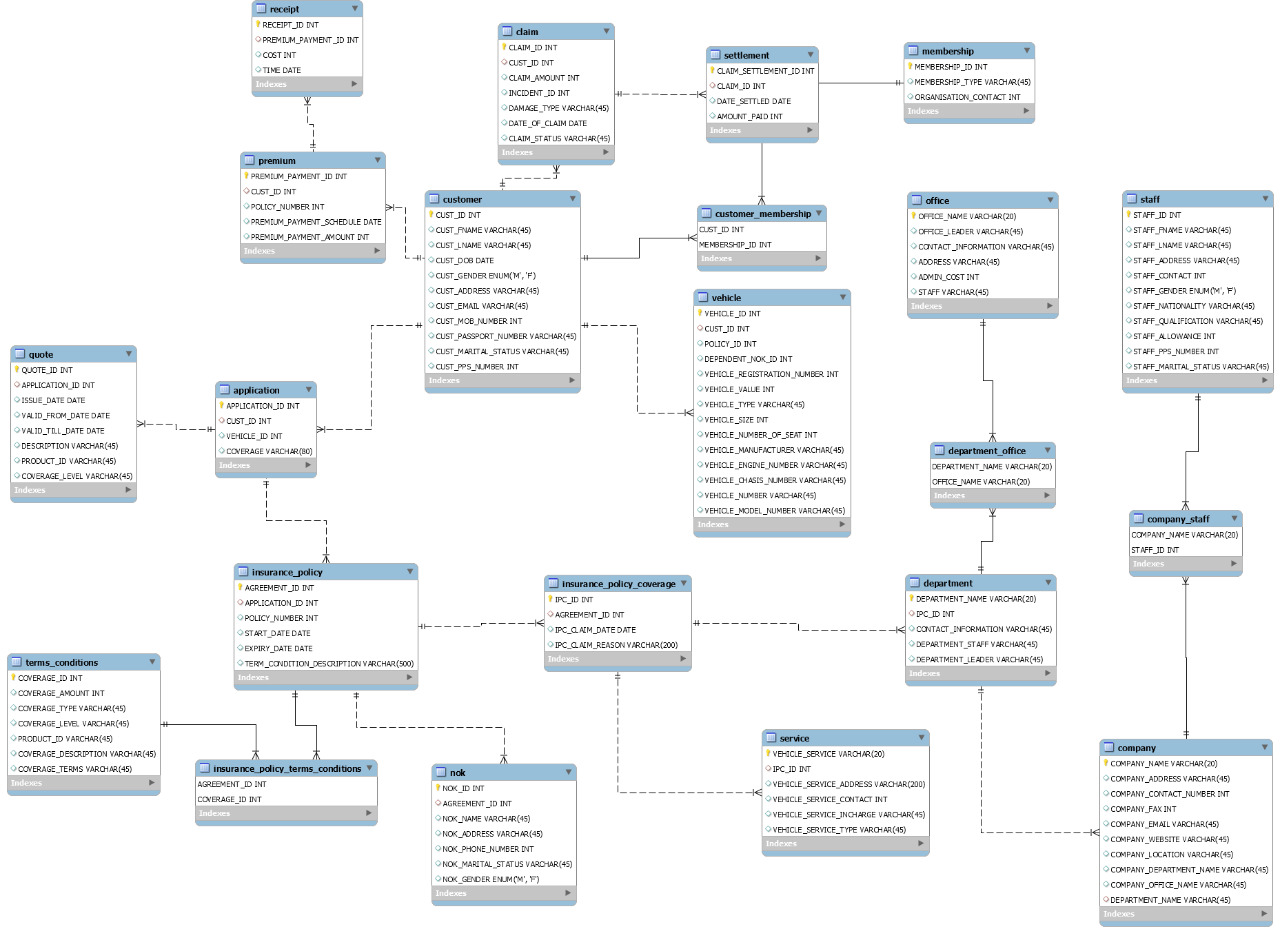 receipt
RECEIPT_ID INT
PREMIUM_PAYMENT_ID INT
COST INT
TIME DATE
Indexes
claim
CLAIM_ID INT
CUST_ID INT
CLAIM_AMOUNT INT
INCIDENT_ID INT
DAMAGE_TYPE VARCHAR(45)
DATE_OF_CLAIM DATE
CLAIM_STATUS VARCHAR(45)
Indexes
settlement
CLAIM_SETTLEMENT_ID INT
CLAIM_ID INT
DATE_SETTLED DATE
AMOUNT_PAID INT
Indexes
membership
MEMBERSHIP_ID INT
MEMBERSHIP_TYPE VARCHAR(45)
ORGANISATION_CONTACT INT
Indexes
premium
PREMIUM_PAYMENT_ID INT
CUST_ID INT
POLICY_NUMBER INT
PREMIUM_PAYMENT_SCHEDULE DATE
PREMIUM_PAYMENT_AMOUNT INT
Indexes
customer
CUST_ID INT
CUST_FNAME VARCHAR(45)
CUST_LNAME VARCHAR(45)
CUST_DOB DATE
CUST_GENDER ENUM('M', 'F')
CUST_ADDRESS VARCHAR(45)
CUST_EMAIL VARCHAR(45)
CUST_MOB_NUMBER INT
CUST_PASSPORT_NUMBER VARCHAR(45)
CUST_MARITAL_STATUS VARCHAR(45)
CUST_PPS_NUMBER INT
Indexes
customer_membership
CUST_ID INT
MEMBERSHIP_ID INT
Indexes
office
OFFICE_NAME VARCHAR(20)
OFFICE_LEADER VARCHAR(45)
CONTACT_INFORMATION VARCHAR(45)
ADDRESS VARCHAR(45)
ADMIN_COST INT
STAFF VARCHAR(45)
Indexes
staff
STAFF_ID INT
STAFF_FNAME VARCHAR(45)
STAFF_LNAME VARCHAR(45)
STAFF_ADDRESS VARCHAR(45)
STAFF_CONTACT INT
STAFF_GENDER ENUM('M', 'F')
STAFF_NATIONALITY VARCHAR(45)
STAFF_QUALIFICATION VARCHAR(45)
STAFF_ALLOWANCE INT
STAFF_PPS_NUMBER INT
STAFF_MARITAL_STATUS VARCHAR(45)
Indexes
vehicle
VEHICLE_ID INT
CUST_ID INT
POLICY_ID INT
DEPENDENT_NOK_ID INT
VEHICLE_REGISTRATION_NUMBER INT
VEHICLE_VALUE INT
VEHICLE_TYPE VARCHAR(45)
VEHICLE_SIZE INT
VEHICLE_NUMBER_OF_SEAT INT
VEHICLE_MANUFACTURER VARCHAR(45)
VEHICLE_ENGINE_NUMBER VARCHAR(45)
VEHICLE_CHASIS_NUMBER VARCHAR(45)
VEHICLE_NUMBER VARCHAR(45)
VEHICLE_MODEL_NUMBER VARCHAR(45)
Indexes
quote
QUOTE_ID INT
APPLICATION_ID INT
ISSUE_DATE DATE
VALID_FROM_DATE DATE
VALID_TILL_DATE DATE
DESCRIPTION VARCHAR(45)
PRODUCT_ID VARCHAR(45)
COVERAGE_LEVEL VARCHAR(45)
Indexes
application
APPLICATION_ID INT
CUST_ID INT
VEHICLE_ID INT
COVERAGE VARCHAR(80)
Indexes
department_office
DEPARTMENT_NAME VARCHAR(20)
OFFICE_NAME VARCHAR(20)
Indexes
company_staff
COMPANY_NAME VARCHAR(20)
STAFF_ID INT
Indexes
insurance_policy
AGREEMENT_ID INT
APPLICATION_ID INT
POLICY_NUMBER INT
START_DATE DATE
EXPIRY_DATE DATE
TERM_CONDITION_DESCRIPTION VARCHAR(500)
Indexes
insurance_policy_coverage
IPC_ID INT
AGREEMENT_ID INT
IPC_CLAIM_DATE DATE
IPC_CLAIM_REASON VARCHAR(200)
Indexes
department
DEPARTMENT_NAME VARCHAR(20)
IPC_ID INT
CONTACT_INFORMATION VARCHAR(45)
DEPARTMENT_STAFF VARCHAR(45)
DEPARTMENT_LEADER VARCHAR(45)
Indexes
terms_conditions
COVERAGE_ID INT
COVERAGE_AMOUNT INT
COVERAGE_TYPE VARCHAR(45)
COVERAGE_LEVEL VARCHAR(45)
PRODUCT_ID VARCHAR(45)
COVERAGE_DESCRIPTION VARCHAR(45)
COVERAGE_TERMS VARCHAR(45)
Indexes
insurance_policy_terms_conditions
AGREEMENT_ID INT
COVERAGE_ID INT
Indexes
nok
NOK_ID INT
AGREEMENT_ID INT
NOK_NAME VARCHAR(45)
NOK_ADDRESS VARCHAR(45)
NOK_PHONE_NUMBER INT
NOK_MARITAL_STATUS VARCHAR(45)
NOK_GENDER ENUM('M', 'F')
Indexes
service
VEHICLE_SERVICE VARCHAR(20)
IPC_ID INT
VEHICLE_SERVICE_ADDRESS VARCHAR(200)
VEHICLE_SERVICE_CONTACT INT
VEHICLE_SERVICE_INCHARGE VARCHAR(45)
VEHICLE_SERVICE_TYPE VARCHAR(45)
Indexes
company
COMPANY_NAME VARCHAR(20)
COMPANY_ADDRESS VARCHAR(45)
COMPANY_CONTACT_NUMBER INT
COMPANY_FAX INT
COMPANY_EMAIL VARCHAR(45)
COMPANY_WEBSITE VARCHAR(45)
COMPANY_LOCATION VARCHAR(45)
COMPANY_DEPARTMENT_NAME VARCHAR(45)
COMPANY_OFFICE_NAME VARCHAR(45)
DEPARTMENT_NAME VARCHAR(45)
Indexes